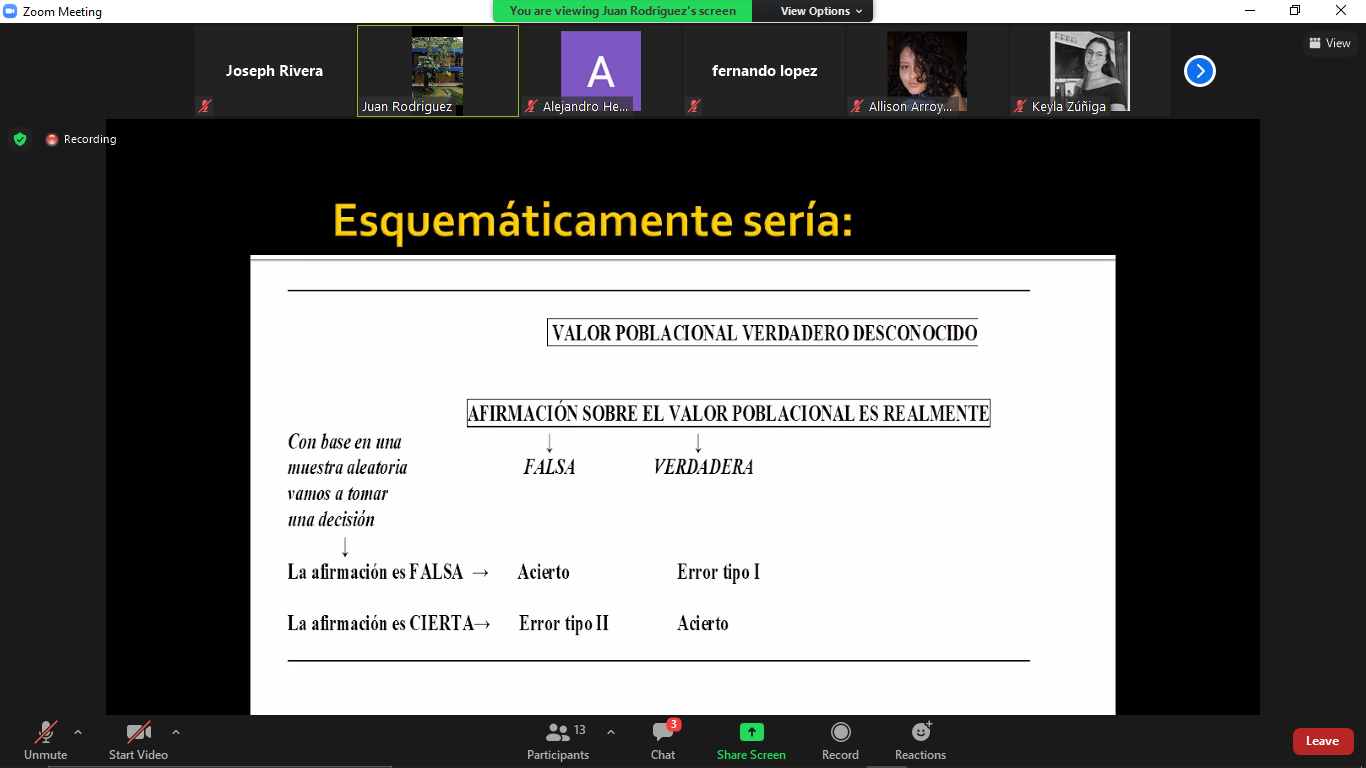 Zoom Meeting
You are viewing Juan Rodriguez's screen
View Options
View
Joseph Rivera
Juan Rodriguez
A
Alejandro He...
fernando lopez
Allison Arroy...
Keyla Zúñiga
Recording
Esquemáticamente sería:
VALOR POBLACIONAL VERDADERO DESCONOCIDO
AFIRMACIÓN SOBRE EL VALOR POBLACIONAL ES REALMENTE
Con base en una
muestra aleatoria
vamos a tomar
una decisión
↓ ↓
FALSA VERDADERA
↓
La afirmación es FALSA → Acierto Error tipo I
La afirmación es CIERTA→ Error tipo II Acierto
Unmute
Start Video
Participants
13
Chat
3
Share Screen
Record
Reactions
Leave